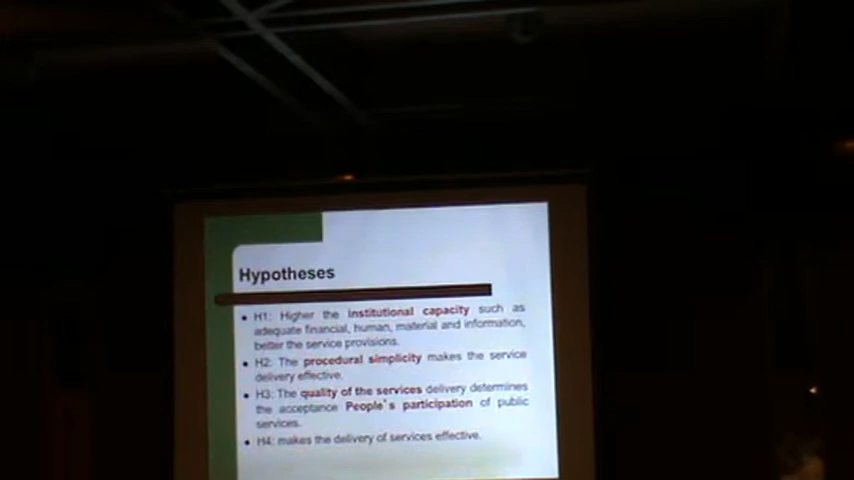 Hypotheses
• H1: Higher the institutional capacity such as
adequate financial, human, material and information,
better the service provisions.
• H2: The procedural simplicity makes the service
delivery effective.
• H3: The quality of the services delivery determines
the acceptance People`s participation of public
services.
• H4: makes the delivery of services effective.